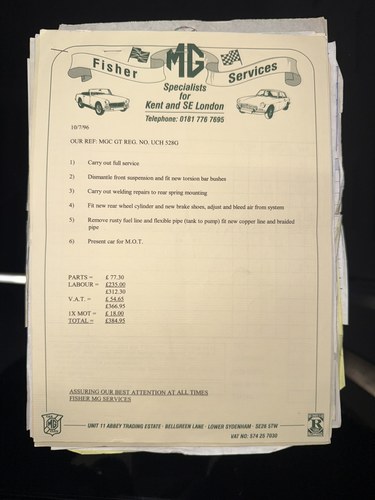 Fisher MG Services
Specialists
for
Kent and SE London
Telephone: 0181 776 7695
10/7/96
OUR REF: MGC GT REG. NO. UCH 528G
1) Carry out full service
2) Dismantle front suspension and fit new torsion bar bushes
3) Carry out welding repairs to rear spring mounting
4) Fit new rear wheel cylinder and new brake shoes, adjust and bleed air from system
5) Remove rusty fuel line and flexible pipe (tank to pump) fit new copper line and braided
pipe
6) Present car for M.O.T.
PARTS = £ 77.30
LABOUR = £235.00
£312.30
V.A.T. = £ 54.65
£366.95
1X MOT = £ 18.00
TOTAL = £384.95
ASSURING OUR BEST ATTENTION AT ALL TIMES
FISHER MG SERVICES
MG
R
UNIT 11 ABBEY TRADING ESTATE · BELLGREEN LANE · LOWER SYDENHAM · SE26 5TW
VAT NO: 574 25 7930